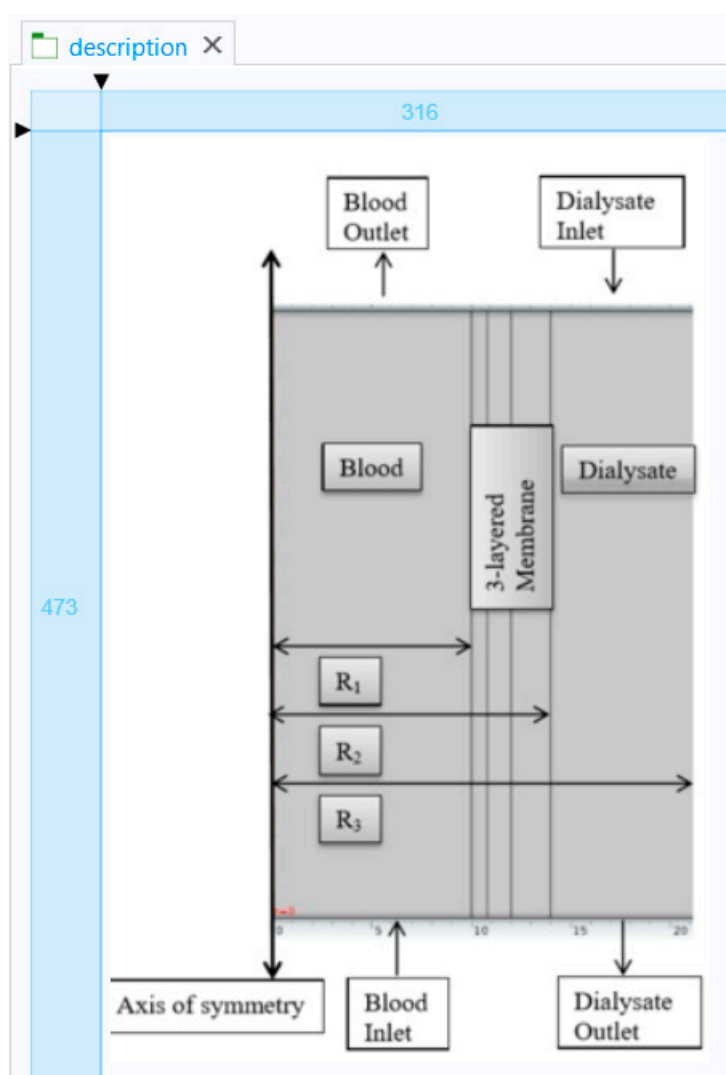 description
316
473
Blood
Outlet
Dialysate
Inlet
Blood
3-layered
Membrane
Dialysate
R₁
R₂
R₃
r=0
0 5 10 15 20
Axis of symmetry
Blood
Inlet
Dialysate
Outlet